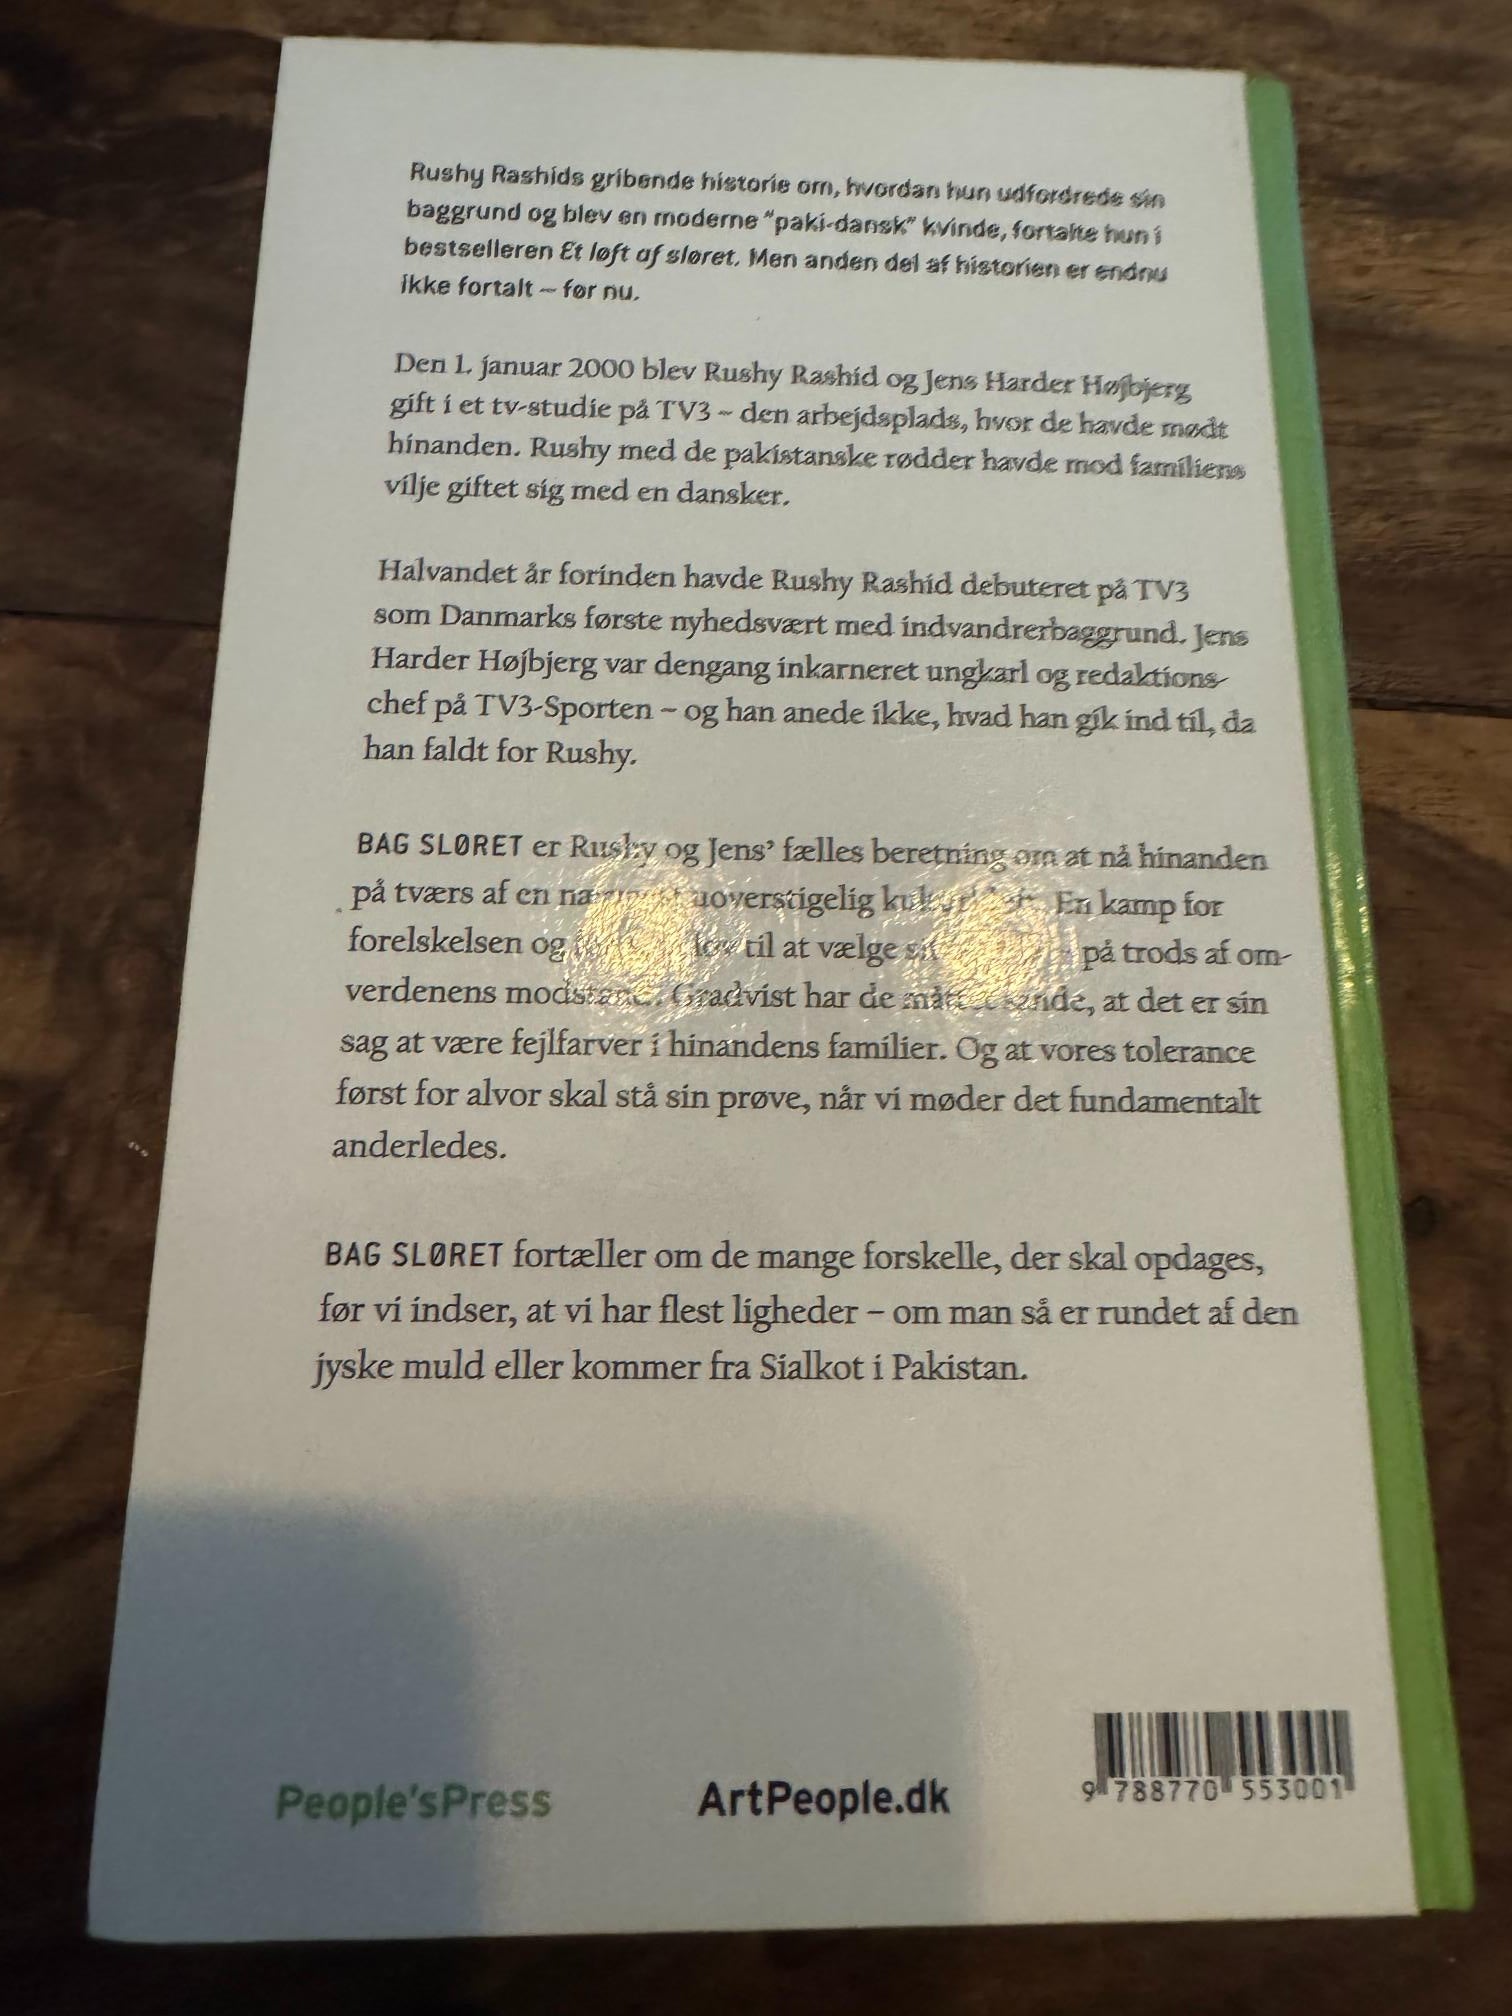 Rushy Rashids gribende historie om, hvordan hun udfordrede sin
baggrund og blev en moderne "paki-dansk" kvinde, fortalte hun i
bestselleren Et løft af sløret. Men anden del af historien er endnu
ikke fortalt – før nu.
Den 1. januar 2000 blev Rushy Rashid og Jens Harder Højbjerg
gift i et tv-studie på TV3 – den arbejdsplads, hvor de havde mødt
hinanden. Rushy med de pakistanske rødder havde mod familiens
vilje giftet sig med en dansker.
Halvandet år forinden havde Rushy Rashid debuteret på TV3
som Danmarks første nyhedsvært med indvandrerbaggrund. Jens
Harder Højbjerg var dengang inkarneret ungkarl og redaktions-
chef på TV3-Sporten – og han anede ikke, hvad han gik ind til, da
han faldt for Rushy.
BAG SLØRET er Rushy og Jens' fælles beretning om at nå hinanden
på tværs af en uoverstigelig En kamp for
forelskelsen og lov til at vælge på trods af om-
verdenens modstand. Gradvist har de måttet sande, at det er sin
sag at være fejlfarver i hinandens familier. Og at vores tolerance
først for alvor skal stå sin prøve, når vi møder det fundamentalt
anderledes.
BAG SLØRET fortæller om de mange forskelle, der skal opdages,
før vi indser, at vi har flest ligheder – om man så er rundet af den
jyske muld eller kommer fra Sialkot i Pakistan.
People'sPress
ArtPeople.dk
9 788770 553001